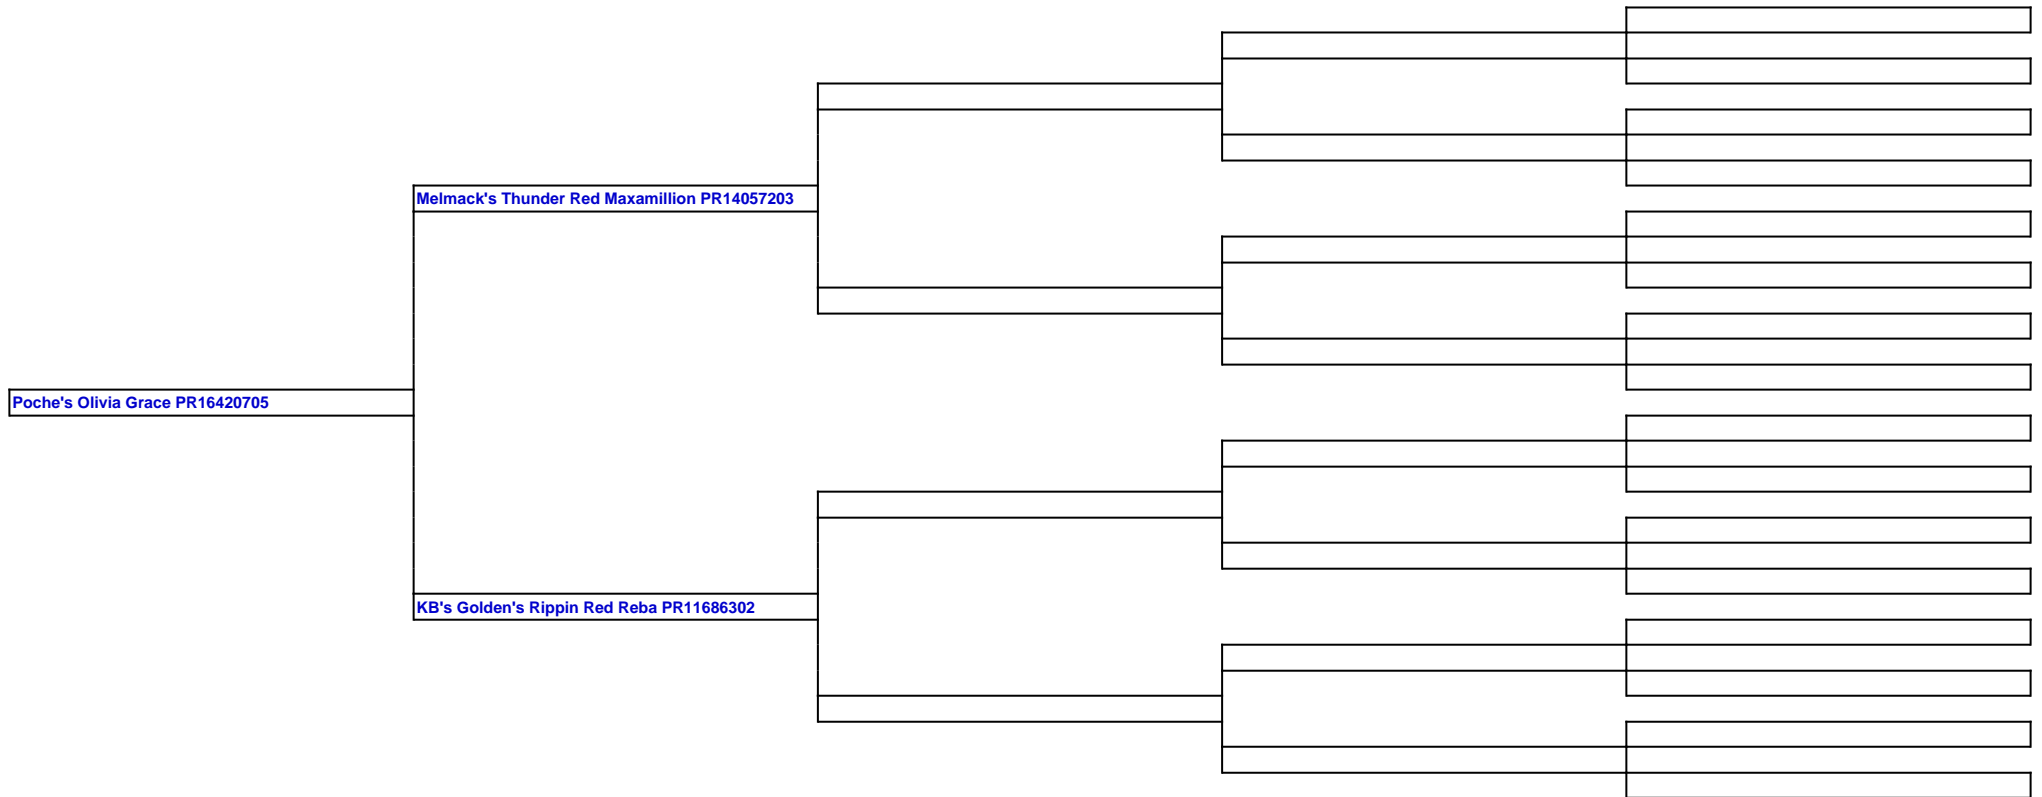 Melmack's Thunder Red Maxamillion PR14057203
Poche's Olivia Grace PR16420705
KB's Golden's Rippin Red Reba PR11686302